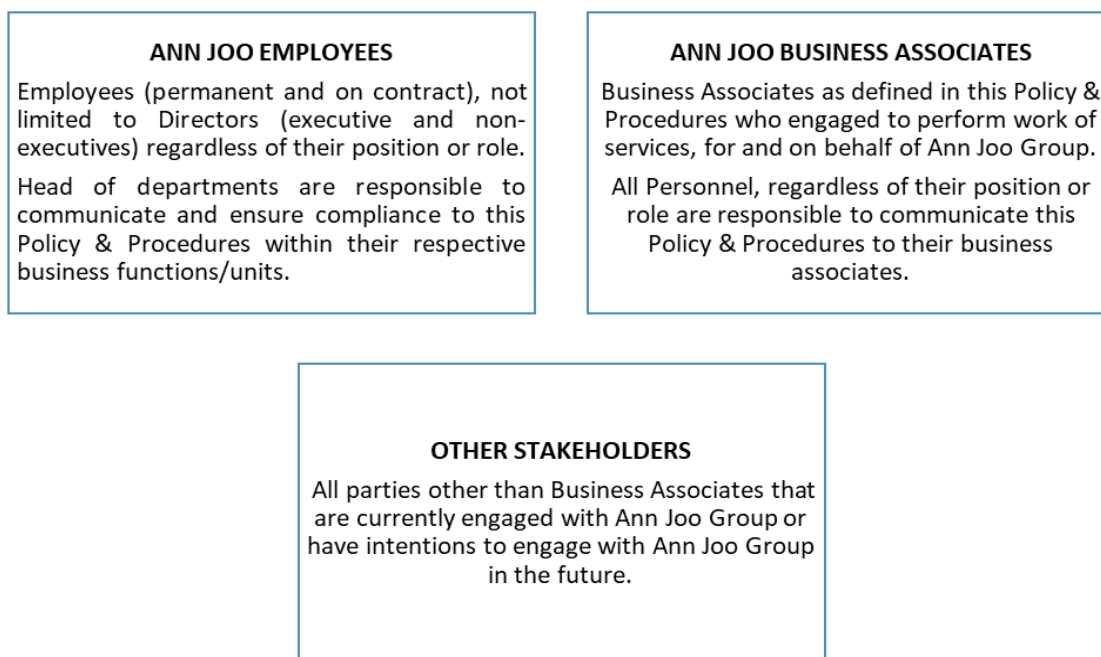 ANN JOO EMPLOYEES
Employees (permanent and on contract), not
limited to Directors (executive and non-
executives) regardless of their position or role.
Head of departments are responsible to
communicate and ensure compliance to this
Policy & Procedures within their respective
business functions/units.
ANN JOO BUSINESS ASSOCIATES
Business Associates as defined in this Policy &
Procedures who engaged to perform work of
services, for and on behalf of Ann Joo Group.
All Personnel, regardless of their position or
role are responsible to communicate this
Policy & Procedures to their business
associates.
OTHER STAKEHOLDERS
All parties other than Business Associates that
are currently engaged with Ann Joo Group or
have intentions to engage with Ann Joo Group
in the future.